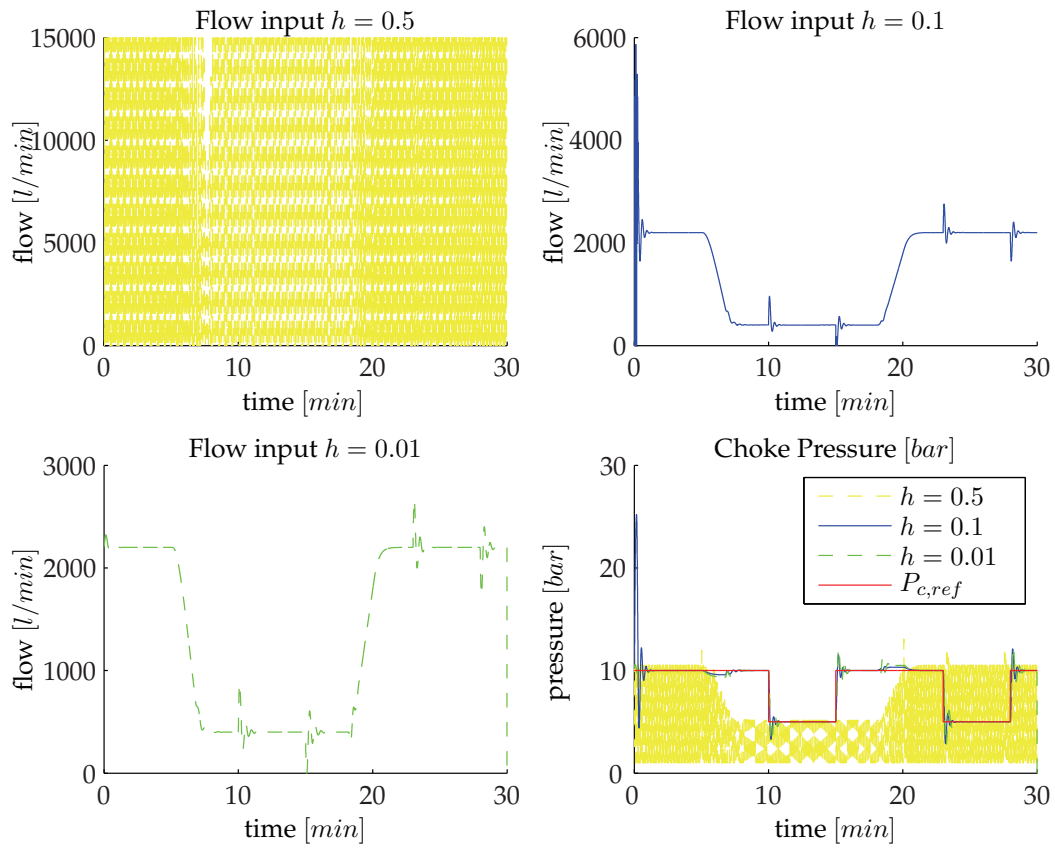 Flow input h = 0.5
15000
10000
5000
0
flow [l/min]
0 10 20 30
time [min]
Flow input h = 0.1
6000
4000
2000
0
flow [l/min]
0 10 20 30
time [min]
Flow input h = 0.01
3000
2000
1000
0
flow [l/min]
0 10 20 30
time [min]
Choke Pressure [bar]
30
20
10
0
pressure [bar]
h = 0.5
h = 0.1
h = 0.01
P_{c,ref}
0 10 20 30
time [min]